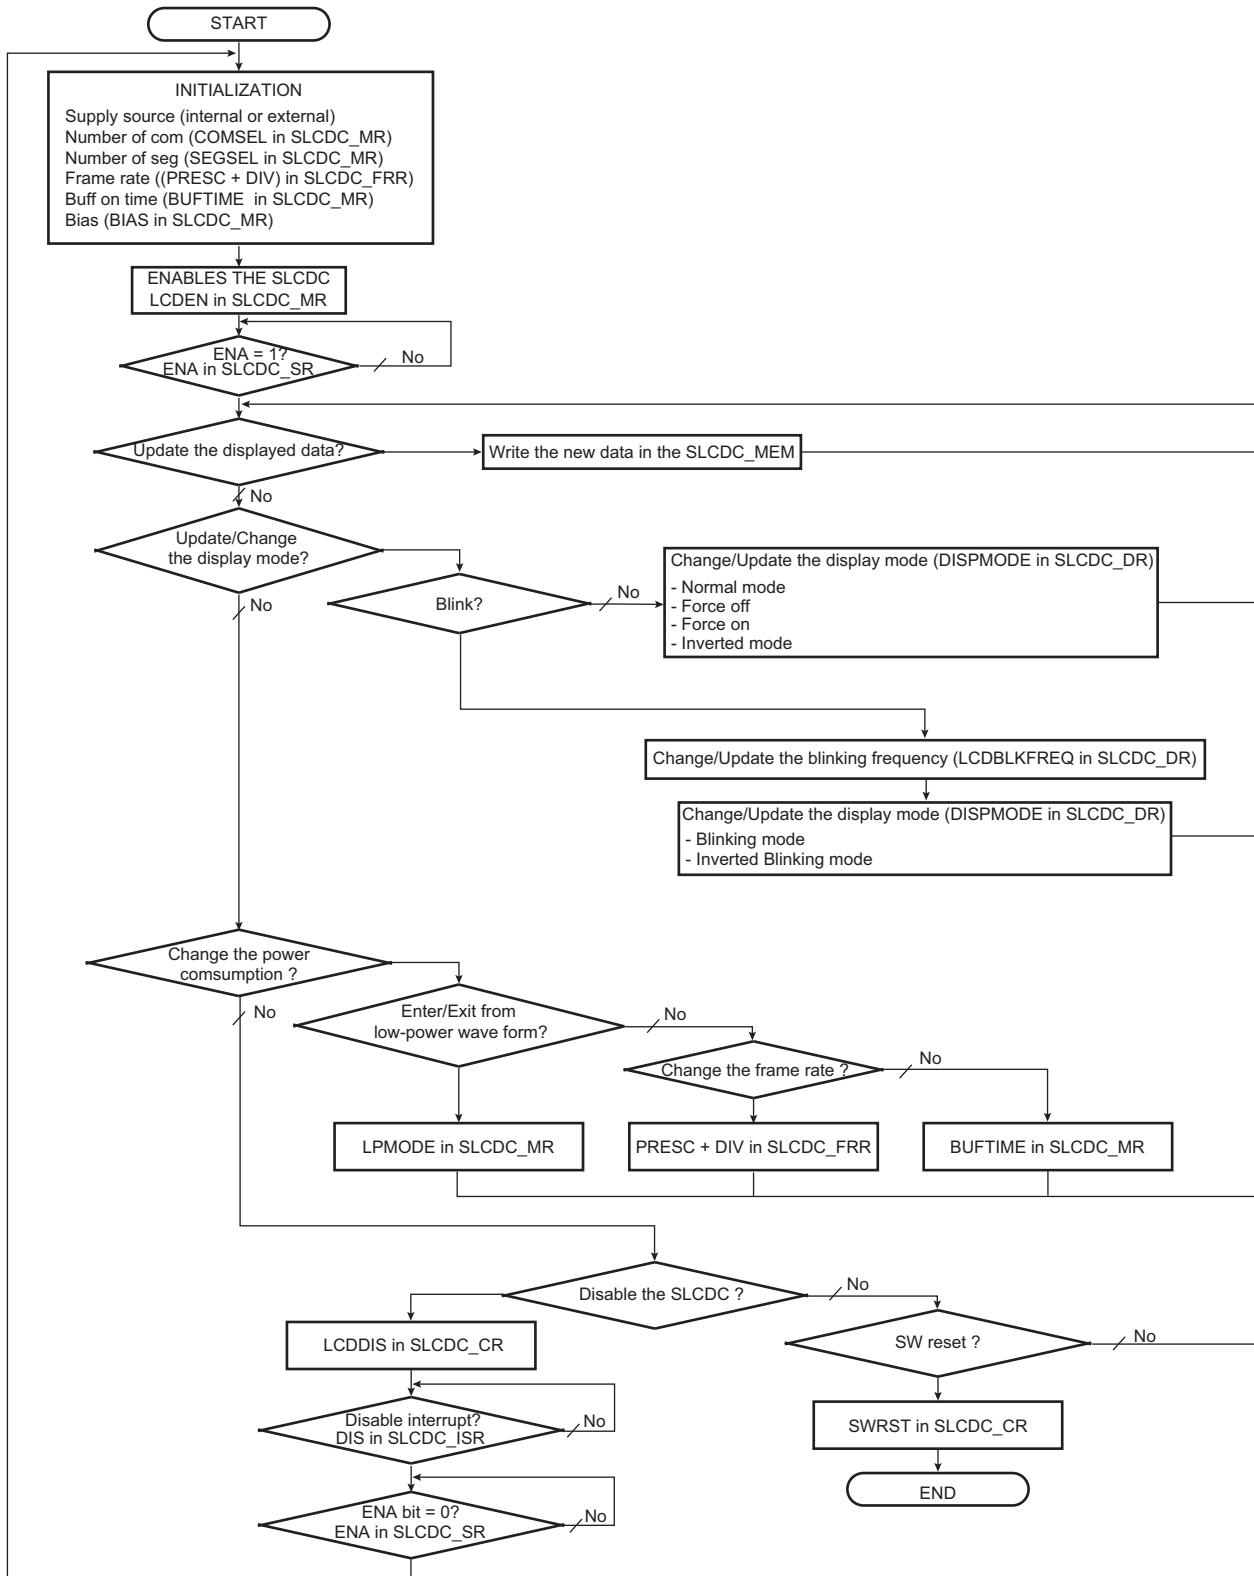 START
INITIALIZATION
Supply source (internal or external)
Number of com (COMSEL in SLCDC_MR)
Number of seg (SEGSEL in SLCDC_MR)
Frame rate ((PRESC + DIV) in SLCDC_FRR)
Buff on time (BUFTIME in SLCDC_MR)
Bias (BIAS in SLCDC_MR)
ENABLES THE SLCDC
LCDEN in SLCDC_MR
ENA = 1?
ENA in SLCDC_SR
No
Update the displayed data?
Write the new data in the SLCDC_MEM
No
Update/Change
the display mode?
No
Blink?
No
Change/Update the display mode (DISPMODE in SLCDC_DR)
- Normal mode
- Force off
- Force on
- Inverted mode
Change/Update the blinking frequency (LCDBLKFREQ in SLCDC_DR)
Change/Update the display mode (DISPMODE in SLCDC_DR)
- Blinking mode
- Inverted Blinking mode
Change the power
comsumption ?
No
Enter/Exit from
low-power wave form?
No
Change the frame rate ?
No
LPMODE in SLCDC_MR
PRESC + DIV in SLCDC_FRR
BUFTIME in SLCDC_MR
Disable the SLCDC ?
No
LCDDIS in SLCDC_CR
SW reset ?
No
Disable interrupt?
DIS in SLCDC_ISR
No
SWRST in SLCDC_CR
END
ENA bit = 0?
ENA in SLCDC_SR
No